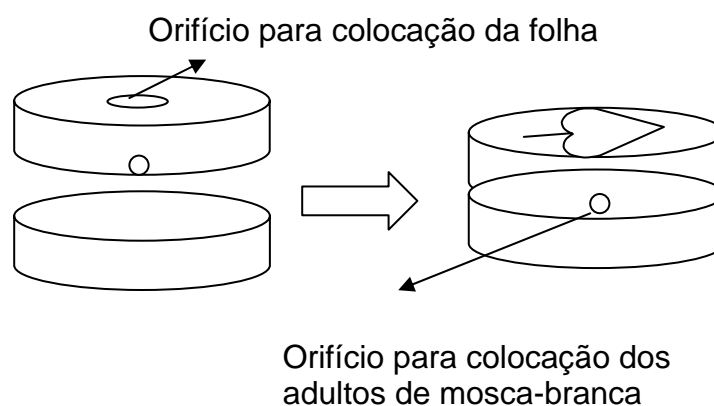 Orifício para colocação da folha
Orifício para colocação dos
adultos de mosca-branca